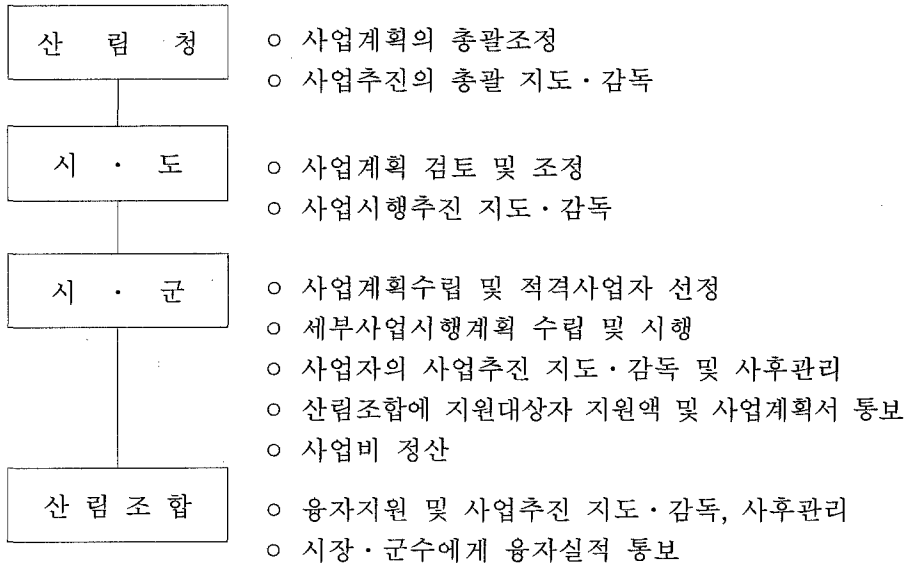 산 림 청
○ 사업계획의 총괄조정
○ 사업추진의 총괄 지도·감독
시 · 도
○ 사업계획 검토 및 조정
○ 사업시행추진 지도·감독
시 · 군
○ 사업계획수립 및 적격사업자 선정
○ 세부사업시행계획 수립 및 시행
○ 사업자의 사업추진 지도·감독 및 사후관리
○ 산림조합에 지원대상자 지원액 및 사업계획서 통보
○ 사업비 정산
산 림 조 합
○ 융자지원 및 사업추진 지도·감독, 사후관리
○ 시장·군수에게 융자실적 통보